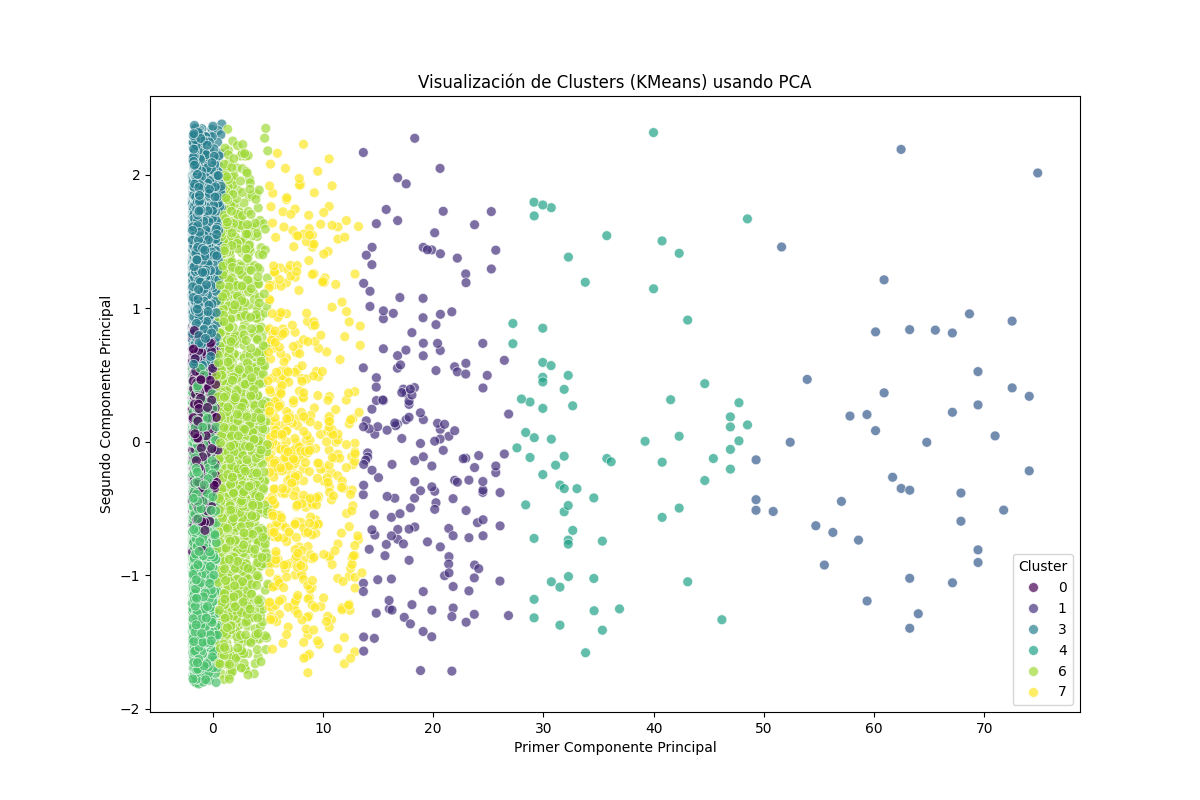 Visualización de Clusters (KMeans) usando PCA
Segundo Componente Principal
2
1
0
−1
−2
0 10 20 30 40 50 60 70
Primer Componente Principal
Cluster
0
1
3
4
6
7